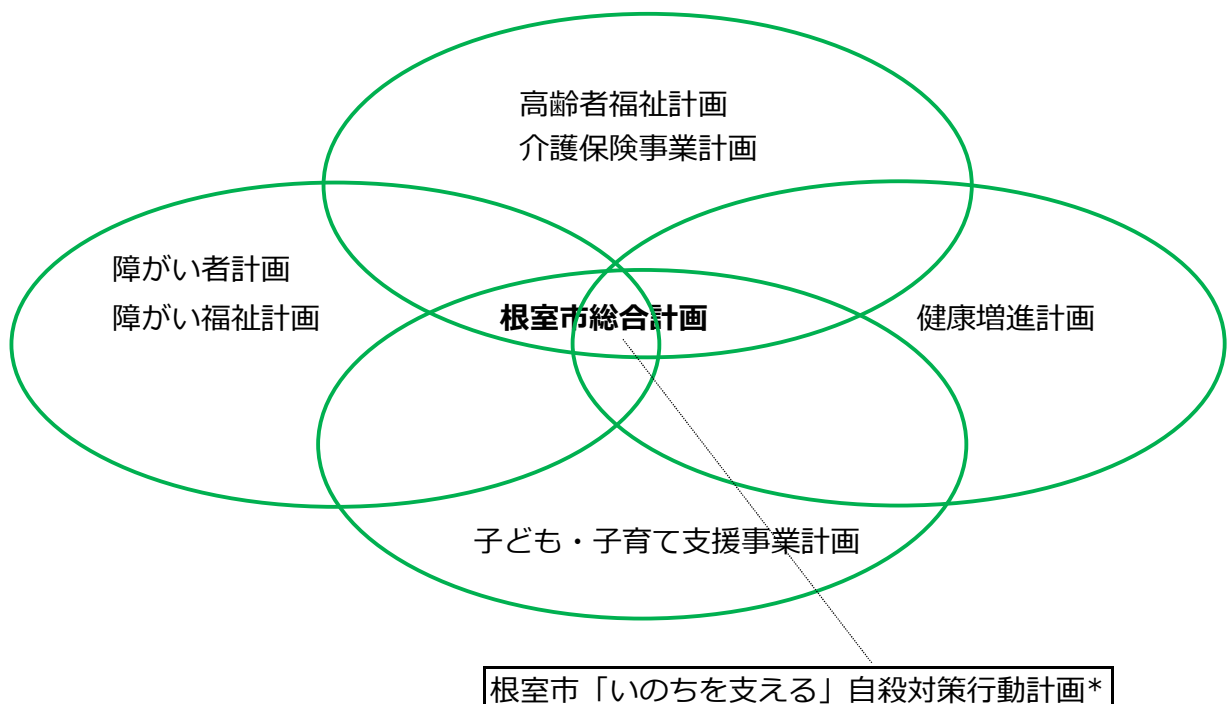 高齢者福祉計画
介護保険事業計画
障がい者計画
障がい福祉計画
根室市総合計画
健康増進計画
子ども・子育て支援事業計画
根室市「いのちを支える」自殺対策行動計画*